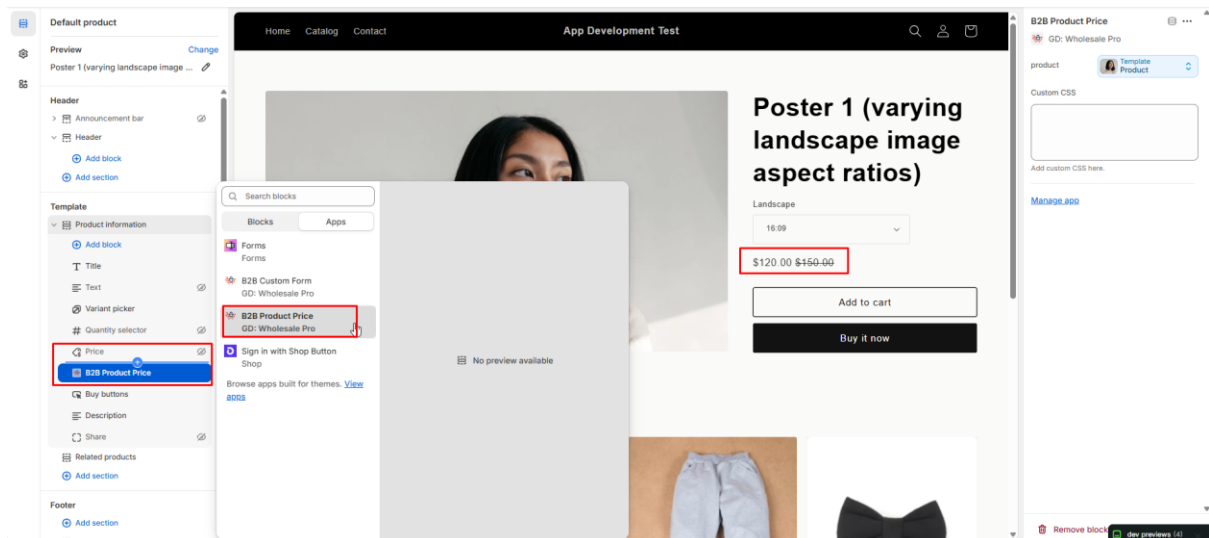 Default product
Preview
Change
Poster 1 (varying landscape image ...
Header
Announcement bar
Header
Add block
Add section
Template
Product information
Add block
Title
Text
Variant picker
Quantity selector
Price
B2B Product Price
Buy buttons
Description
Share
Related products
Add section
Footer
Add section
Search blocks
Blocks
Apps
Forms
Forms
B2B Custom Form
GD: Wholesale Pro
B2B Product Price
GD: Wholesale Pro
Sign in with Shop Button
Shop
Browse apps built for themes. View
apps
No preview available
Home Catalog Contact
App Development Test
Poster 1 (varying
landscape image
aspect ratios)
Landscape
16:09
$120.00 $150.00
Add to cart
Buy it now
B2B Product Price
GD: Wholesale Pro
product
Template
Product
Custom CSS
Add custom CSS here.
Manage app
Remove block
dev previews (4)